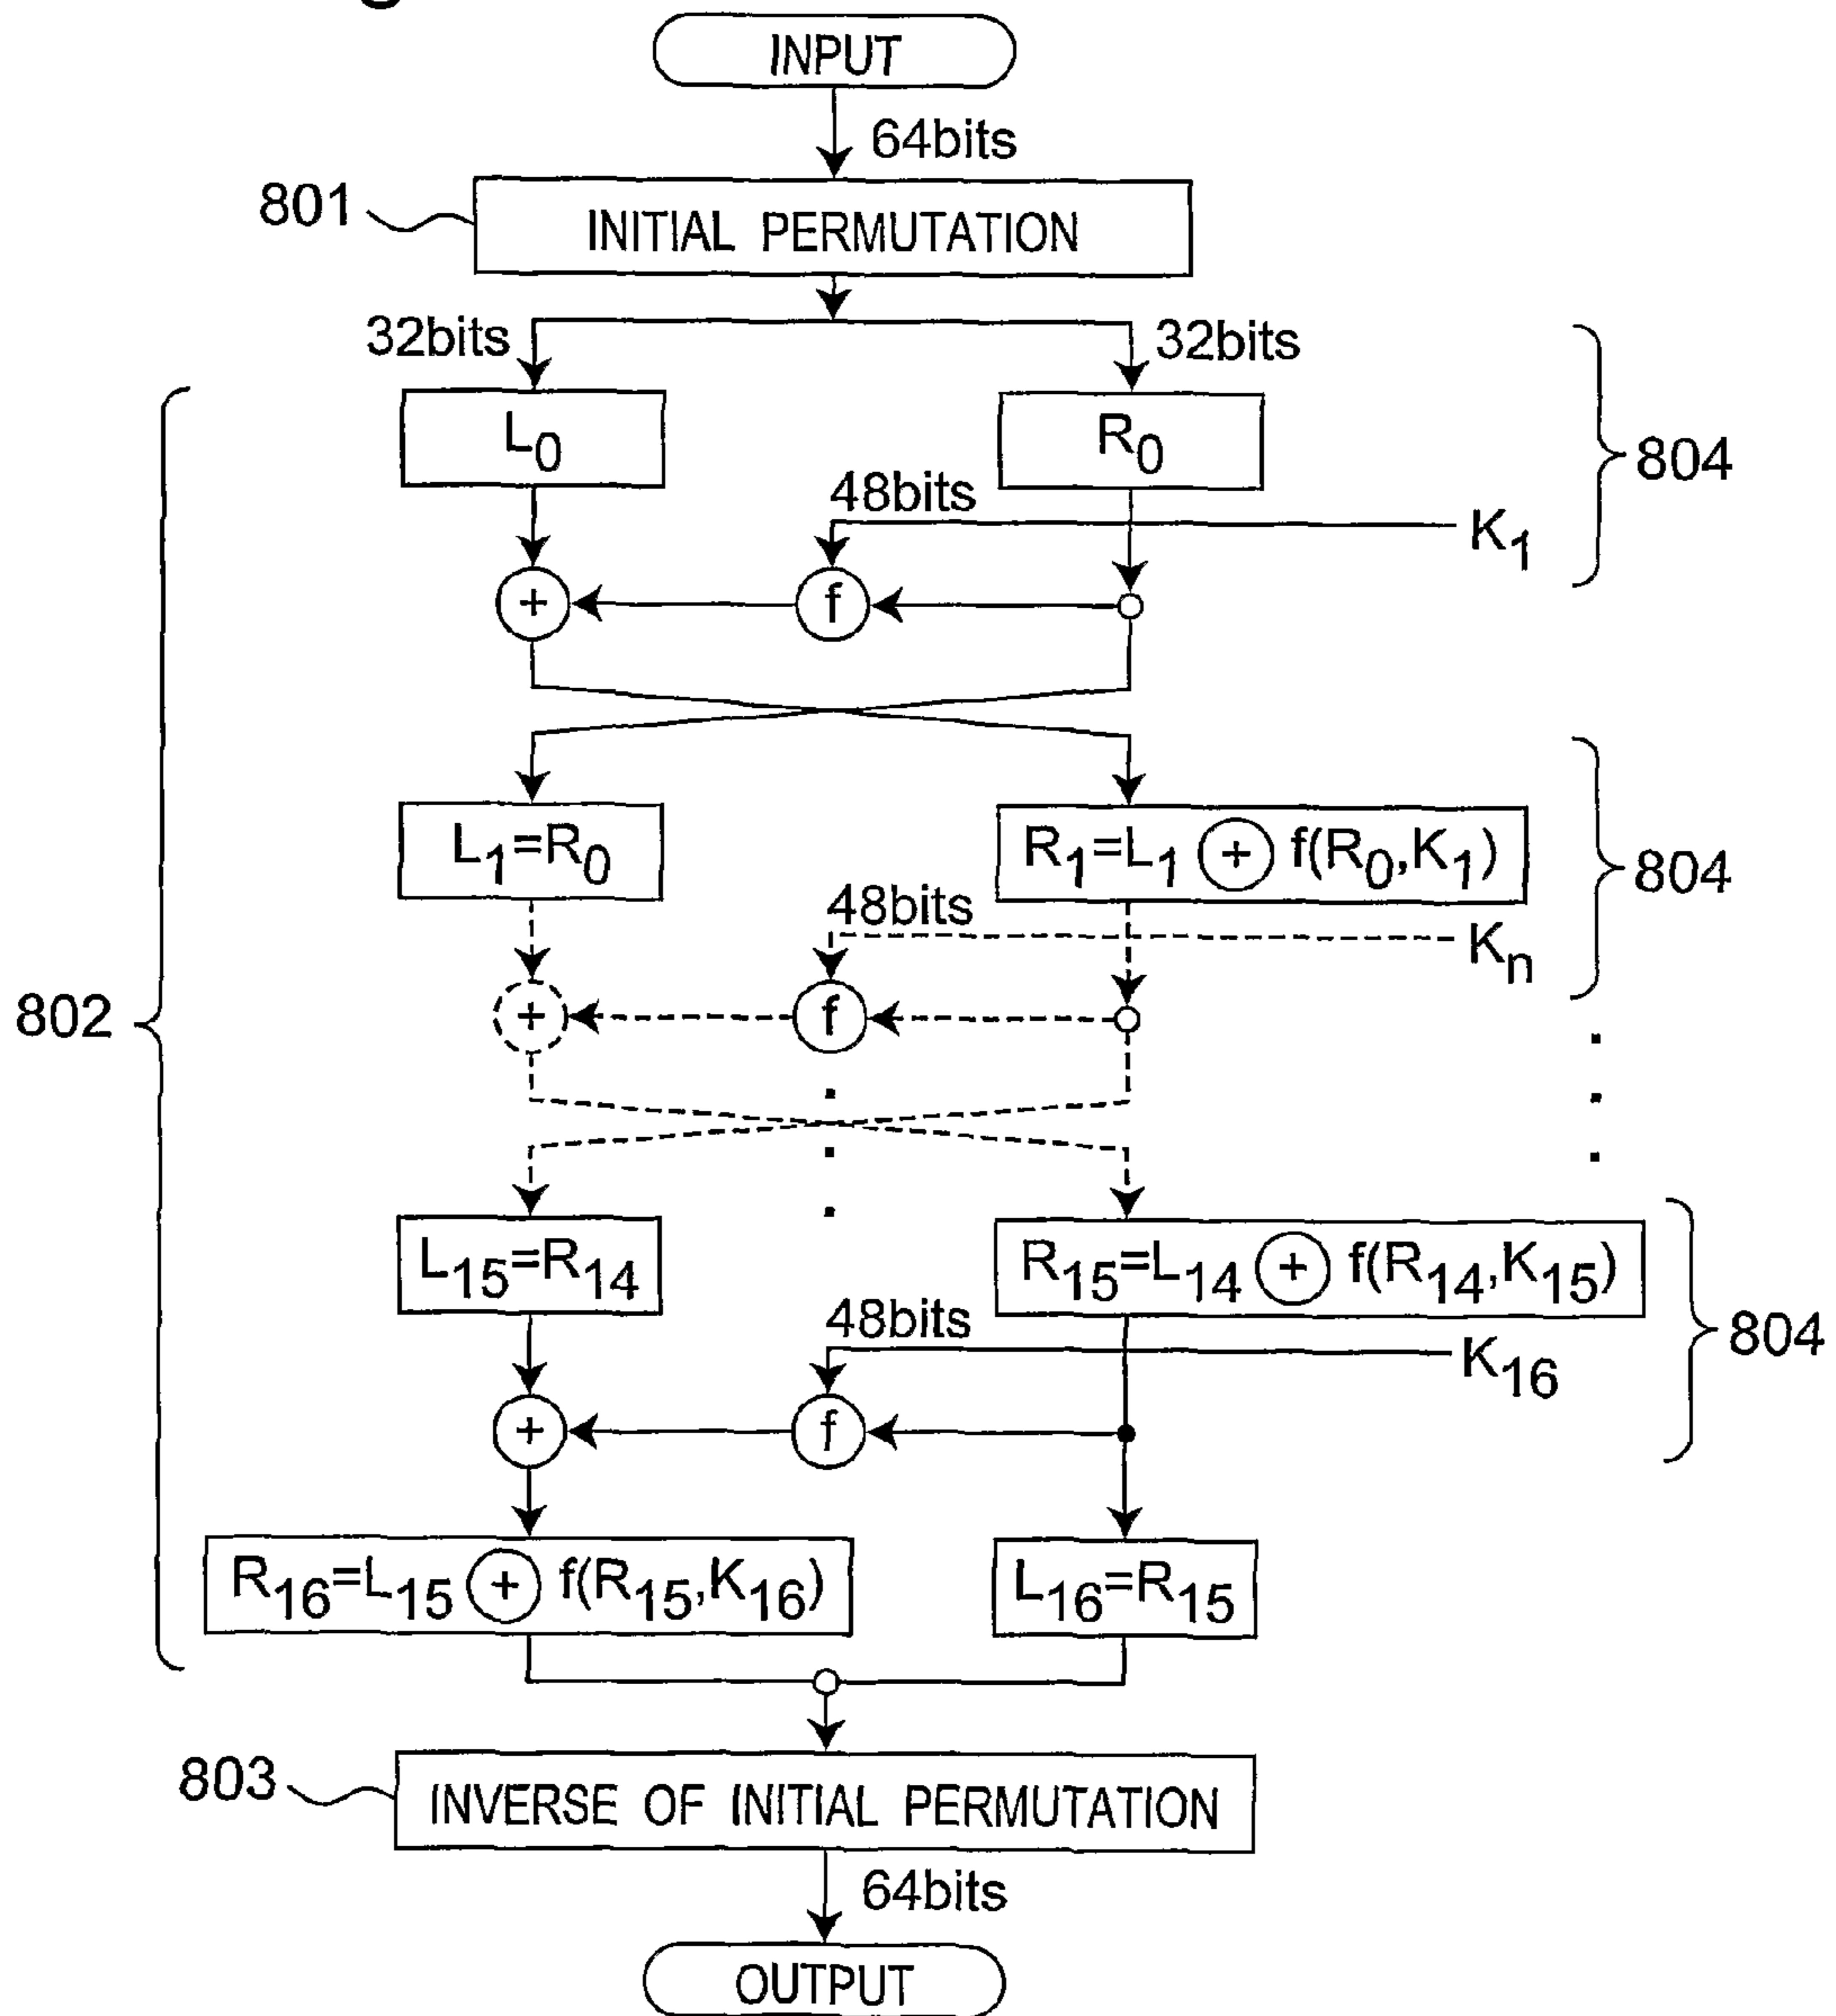 INPUT
64bits
801
INITIAL PERMUTATION
32bits
32bits
L0
R0
804
48bits
K1
+
f
L1=R0
R1=L1 + f(R0,K1)
804
48bits
Kn
802
+
f
L15=R14
R15=L14 + f(R14,K15)
804
48bits
K16
+
f
R16=L15 + f(R15,K16)
L16=R15
803
INVERSE OF INITIAL PERMUTATION
64bits
OUTPUT